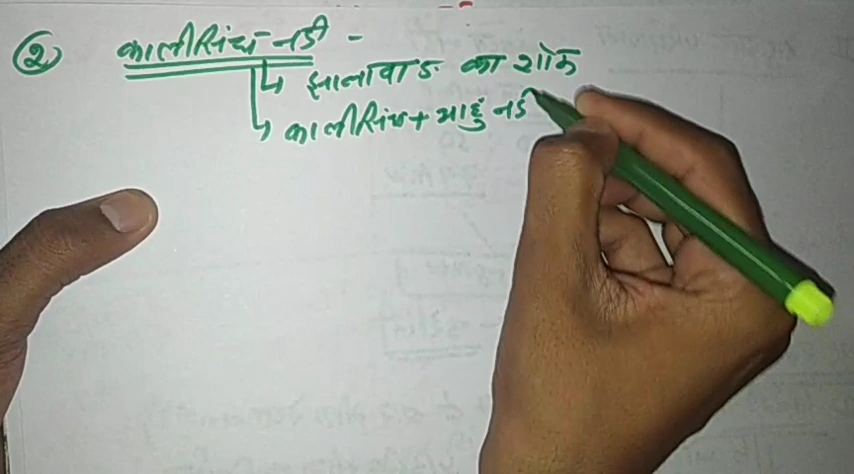 ② कालीसिंध नदी -
↳ झालावाड का शोक
↳ कालीसिंध + आहु नदी